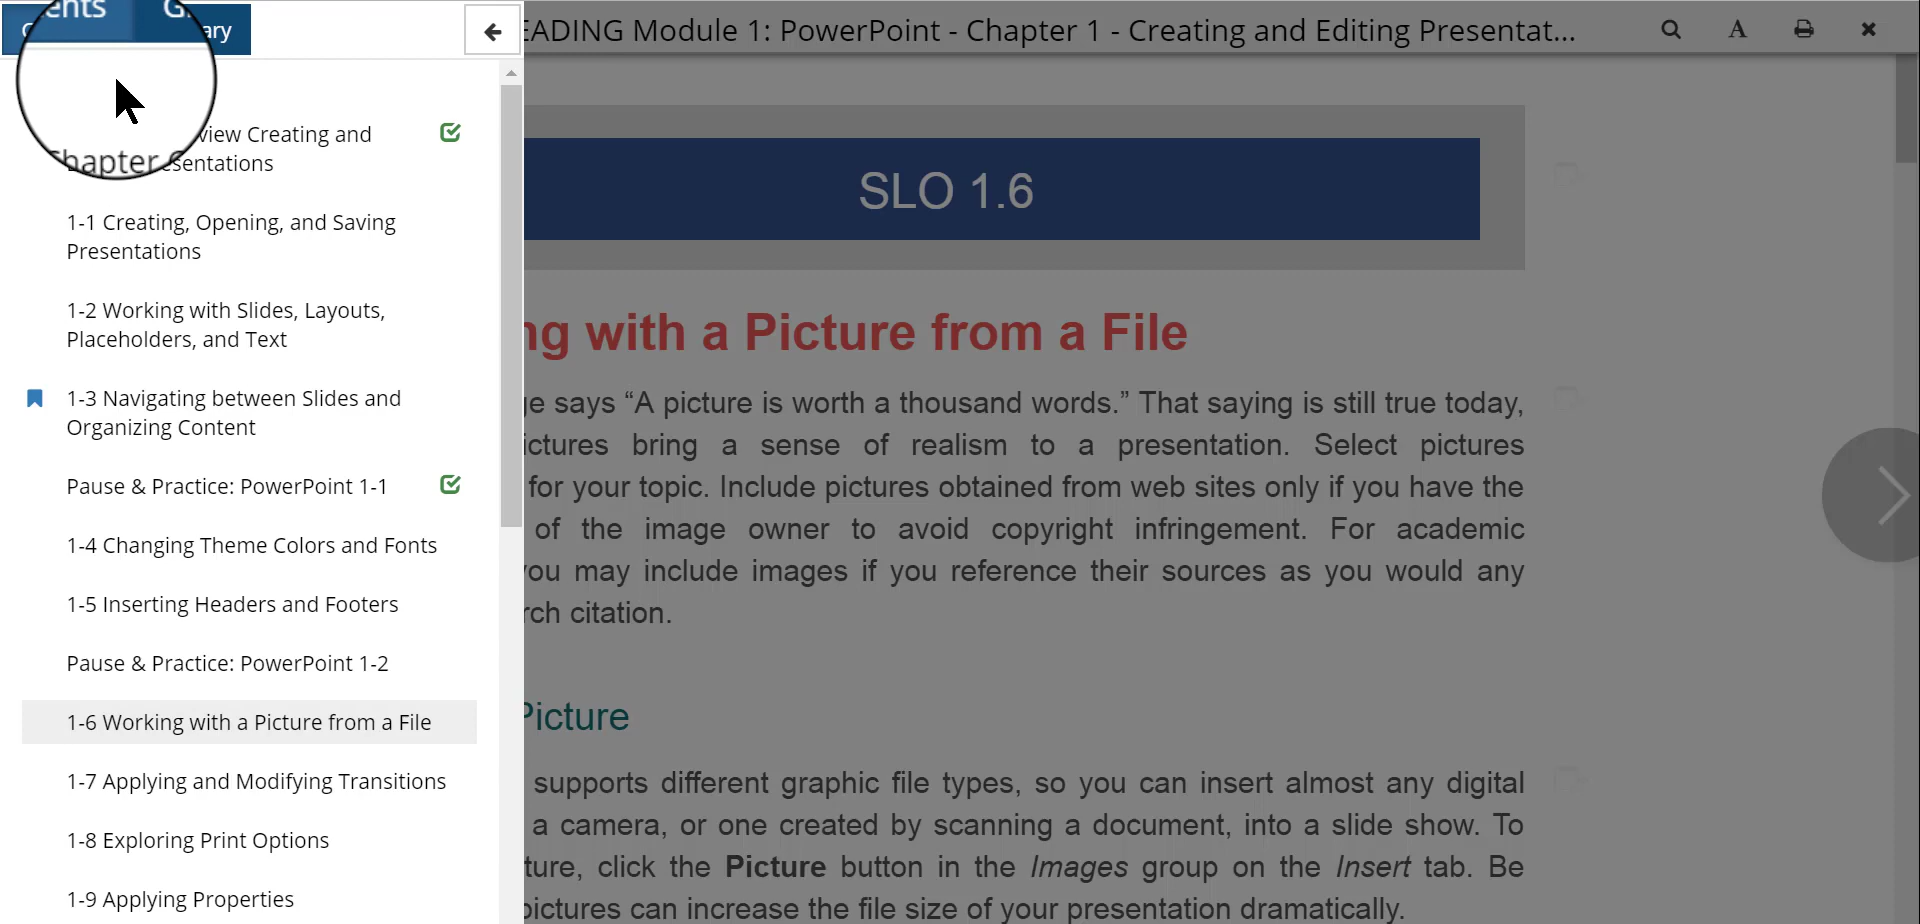 ents
ary
EADING Module 1: PowerPoint - Chapter 1 - Creating and Editing Presentat...
view Creating and
Chapter
sentations
1-1 Creating, Opening, and Saving
Presentations
1-2 Working with Slides, Layouts,
Placeholders, and Text
1-3 Navigating between Slides and
Organizing Content
Pause & Practice: PowerPoint 1-1
1-4 Changing Theme Colors and Fonts
1-5 Inserting Headers and Footers
Pause & Practice: PowerPoint 1-2
1-6 Working with a Picture from a File
1-7 Applying and Modifying Transitions
1-8 Exploring Print Options
1-9 Applying Properties
SLO 1.6
ng with a Picture from a File
ge says “A picture is worth a thousand words.” That saying is still true today,
ictures bring a sense of realism to a presentation. Select pictures
for your topic. Include pictures obtained from web sites only if you have the
of the image owner to avoid copyright infringement. For academic
you may include images if you reference their sources as you would any
rch citation.
Picture
supports different graphic file types, so you can insert almost any digital
a camera, or one created by scanning a document, into a slide show. To
ture, click the Picture button in the Images group on the Insert tab. Be
pictures can increase the file size of your presentation dramatically.